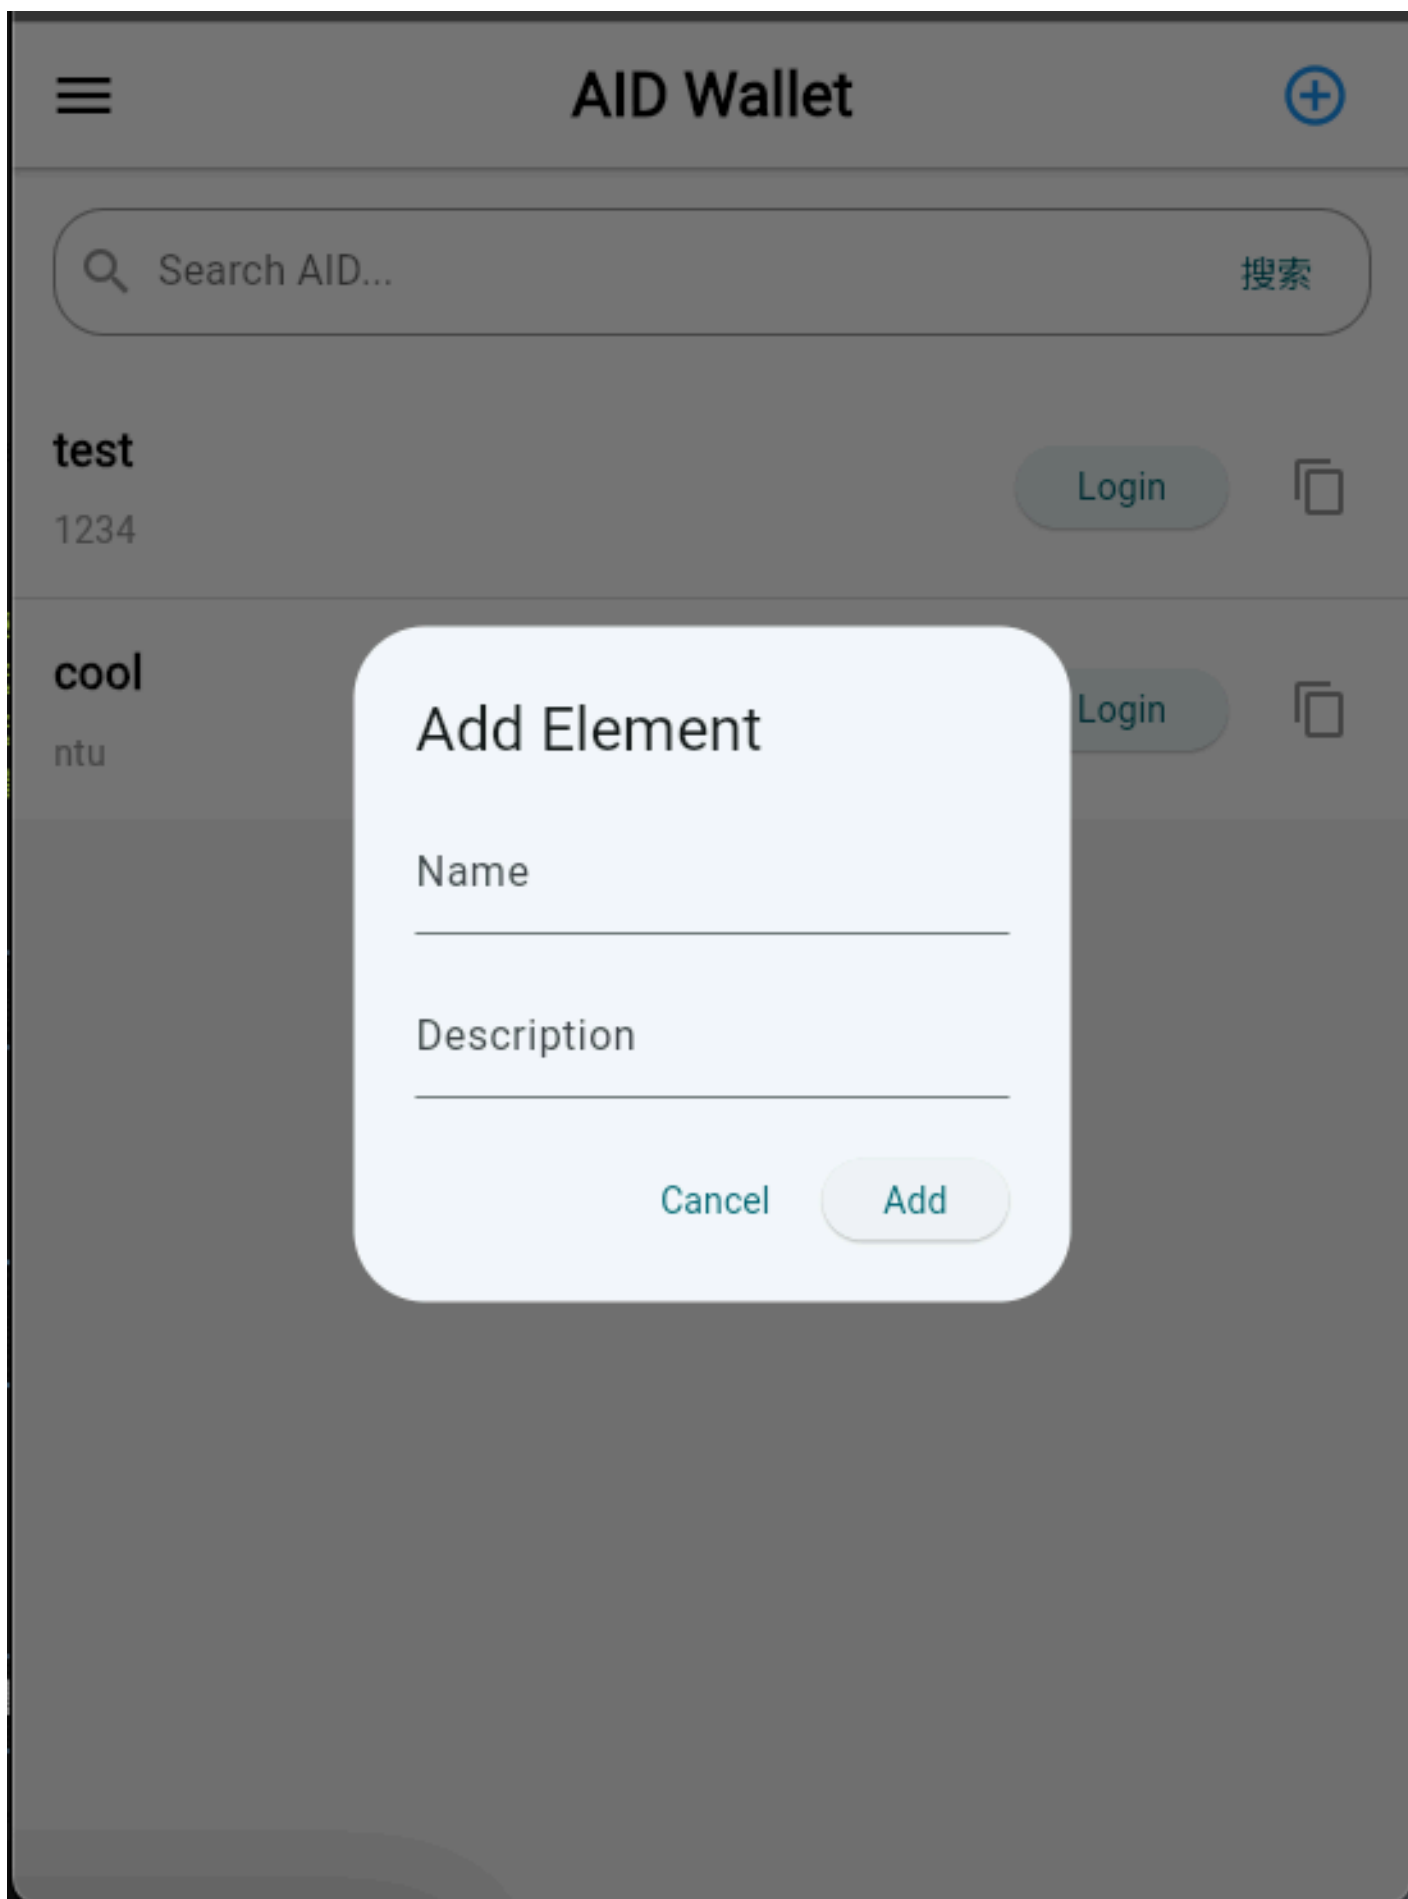 AID Wallet
Search AID...
搜索
test
Login
1234
cool
Login
ntu
Add Element
Name
Description
Cancel
Add